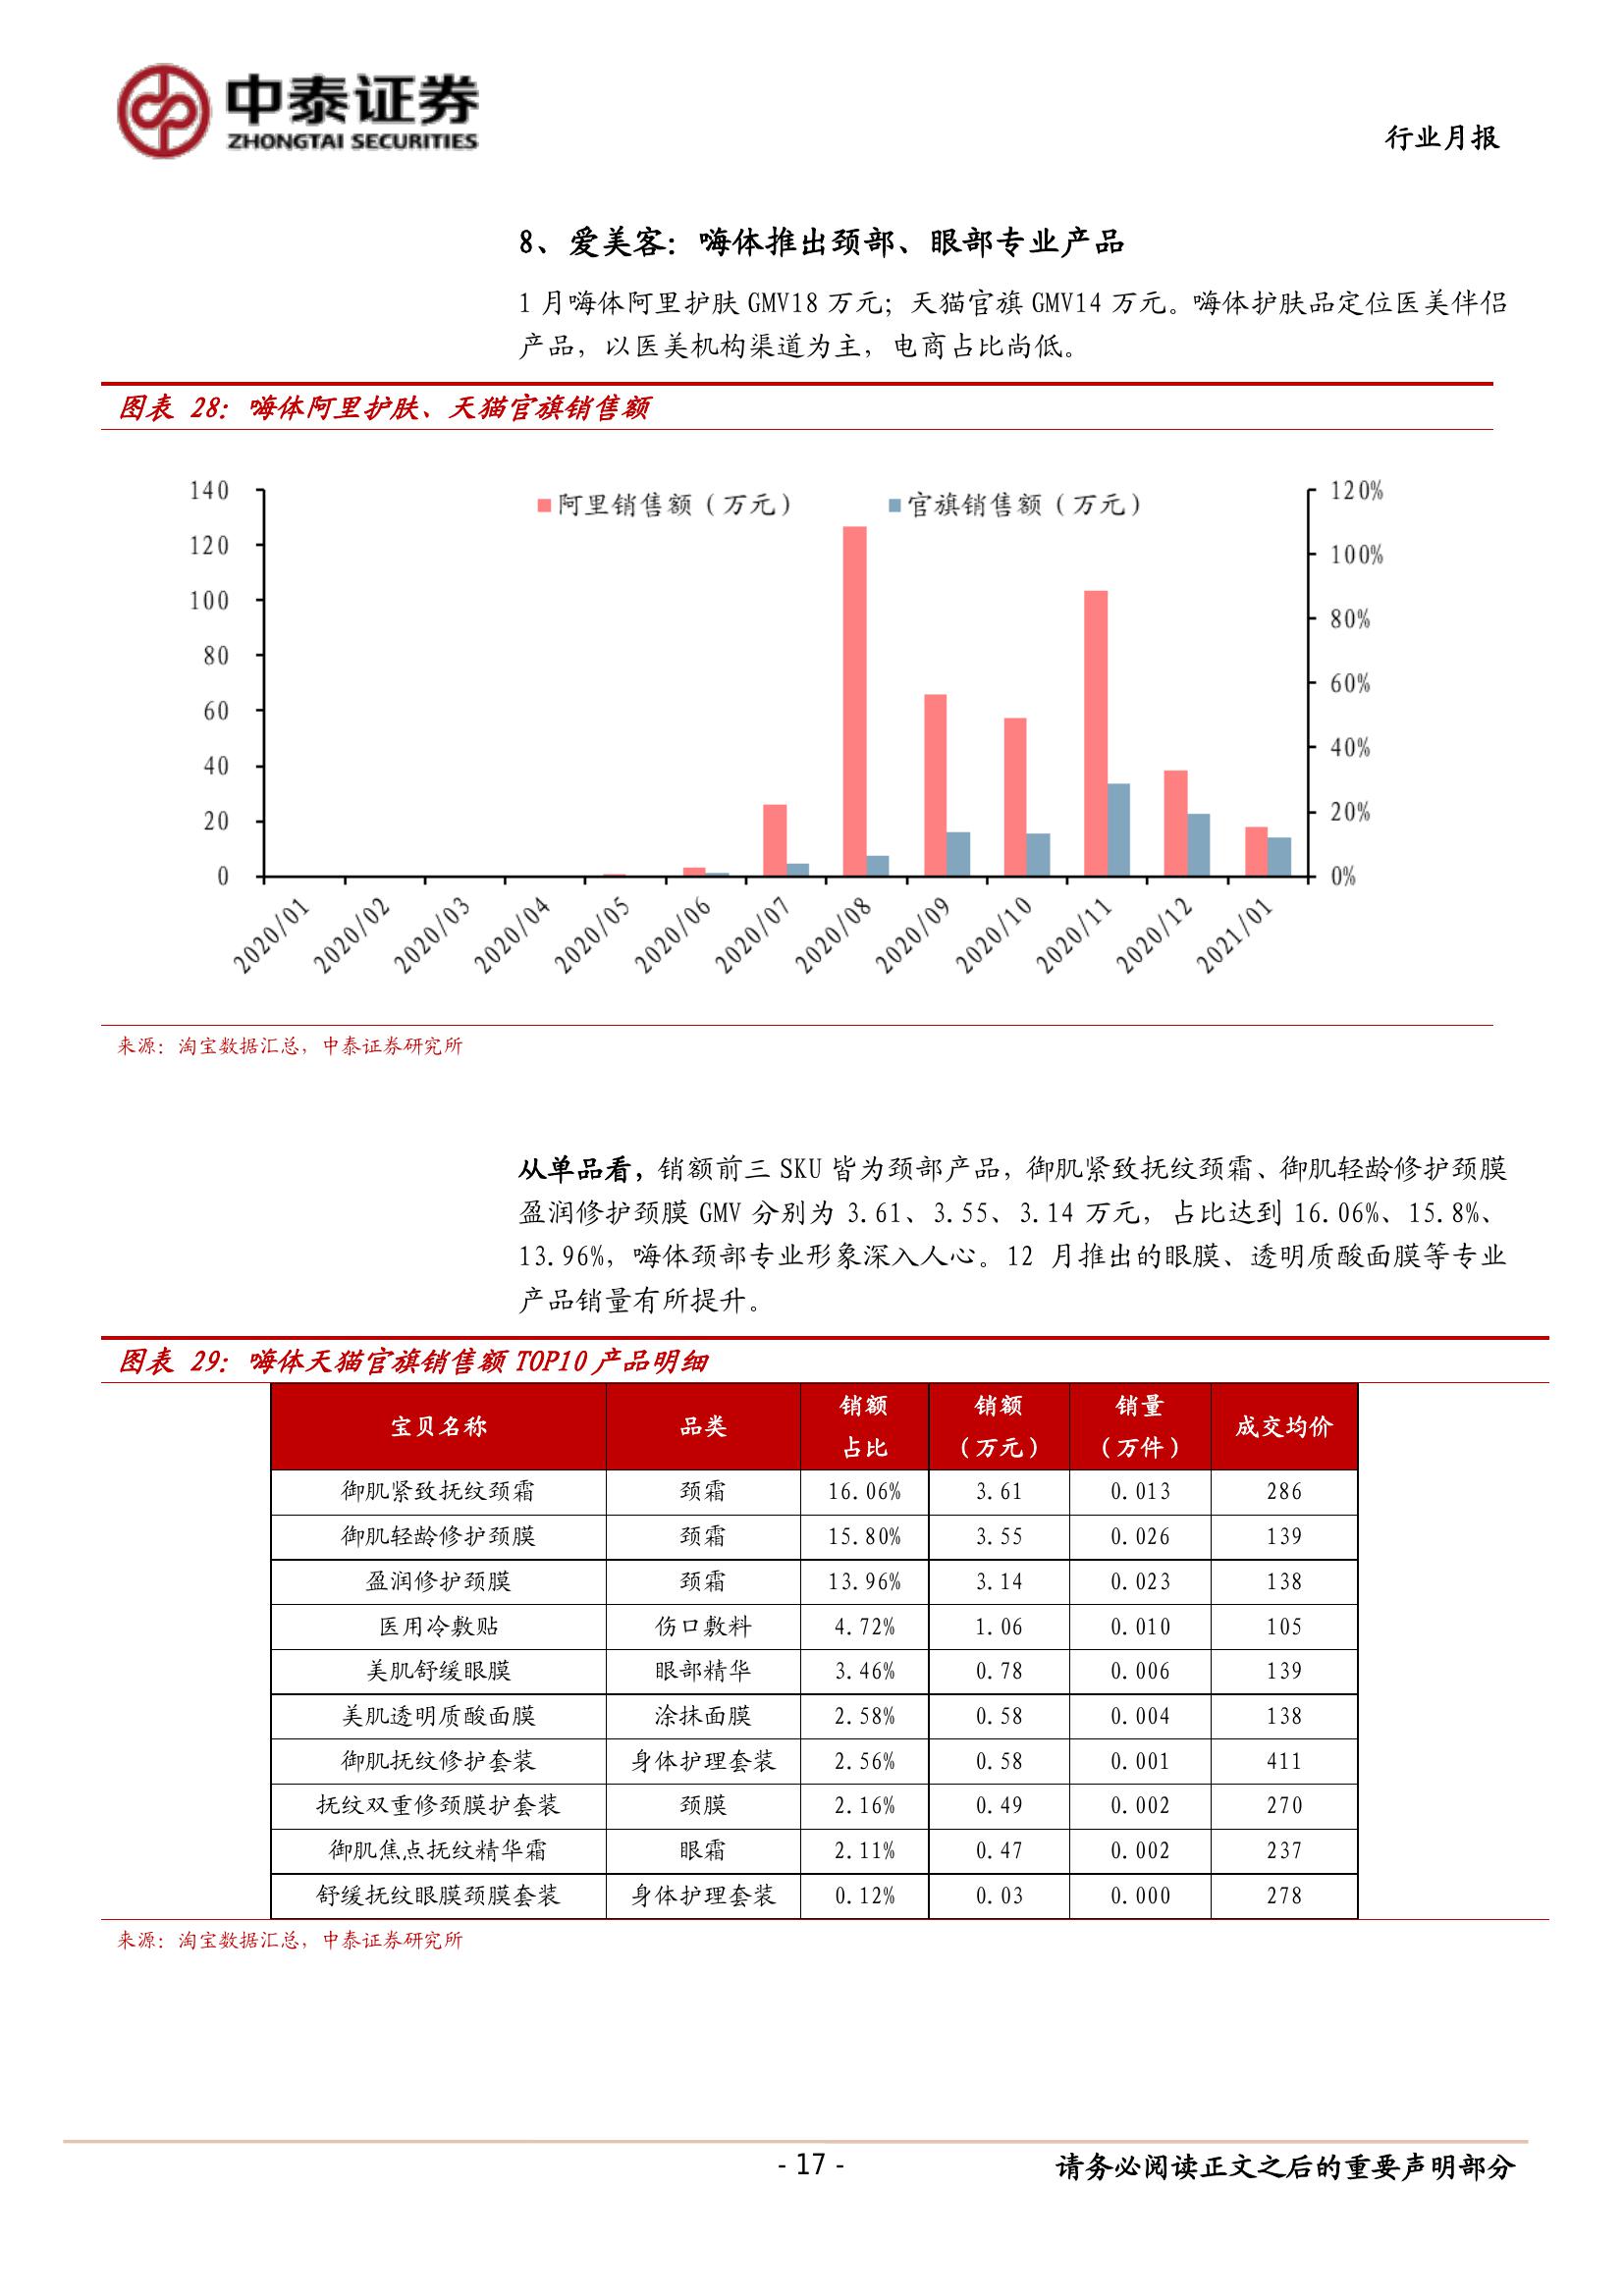 中泰证券
ZHONGTAI SECURITIES
行业月报
8、爱美客：嗨体推出颈部、眼部专业产品
1 月嗨体阿里护肤 GMV18 万元；天猫官旗 GMV14 万元。嗨体护肤品定位医美伴侣
产品，以医美机构渠道为主，电商占比尚低。
图表 28：嗨体阿里护肤、天猫官旗销售额
阿里销售额（万元） 官旗销售额（万元）
140 120%
120 100%
100 80%
80 60%
60 40%
40 20%
20 0%
0
2020/01 2020/02 2020/03 2020/04 2020/05 2020/06 2020/07 2020/08 2020/09 2020/10 2020/11 2020/12 2021/01
来源：淘宝数据汇总，中泰证券研究所
从单品看，销额前三 SKU 皆为颈部产品，御肌紧致抚纹颈霜、御肌轻龄修护颈膜
盈润修护颈膜 GMV 分别为 3.61、3.55、3.14 万元，占比达到 16.06%、15.8%、
13.96%，嗨体颈部专业形象深入人心。12 月推出的眼膜、透明质酸面膜等专业
产品销量有所提升。
图表 29：嗨体天猫官旗销售额 TOP10 产品明细
宝贝名称 品类 销额占比 销额（万元） 销量（万件） 成交均价
御肌紧致抚纹颈霜 颈霜 16.06% 3.61 0.013 286
御肌轻龄修护颈膜 颈霜 15.80% 3.55 0.026 139
盈润修护颈膜 颈霜 13.96% 3.14 0.023 138
医用冷敷贴 伤口敷料 4.72% 1.06 0.010 105
美肌舒缓眼膜 眼部精华 3.46% 0.78 0.006 139
美肌透明质酸面膜 涂抹面膜 2.58% 0.58 0.004 138
御肌抚纹修护套装 身体护理套装 2.56% 0.58 0.001 411
抚纹双重修颈膜护套装 颈膜 2.16% 0.49 0.002 270
御肌焦点抚纹精华霜 眼霜 2.11% 0.47 0.002 237
舒缓抚纹眼膜颈膜套装 身体护理套装 0.12% 0.03 0.000 278
来源：淘宝数据汇总，中泰证券研究所
- 17 -
请务必阅读正文之后的重要声明部分